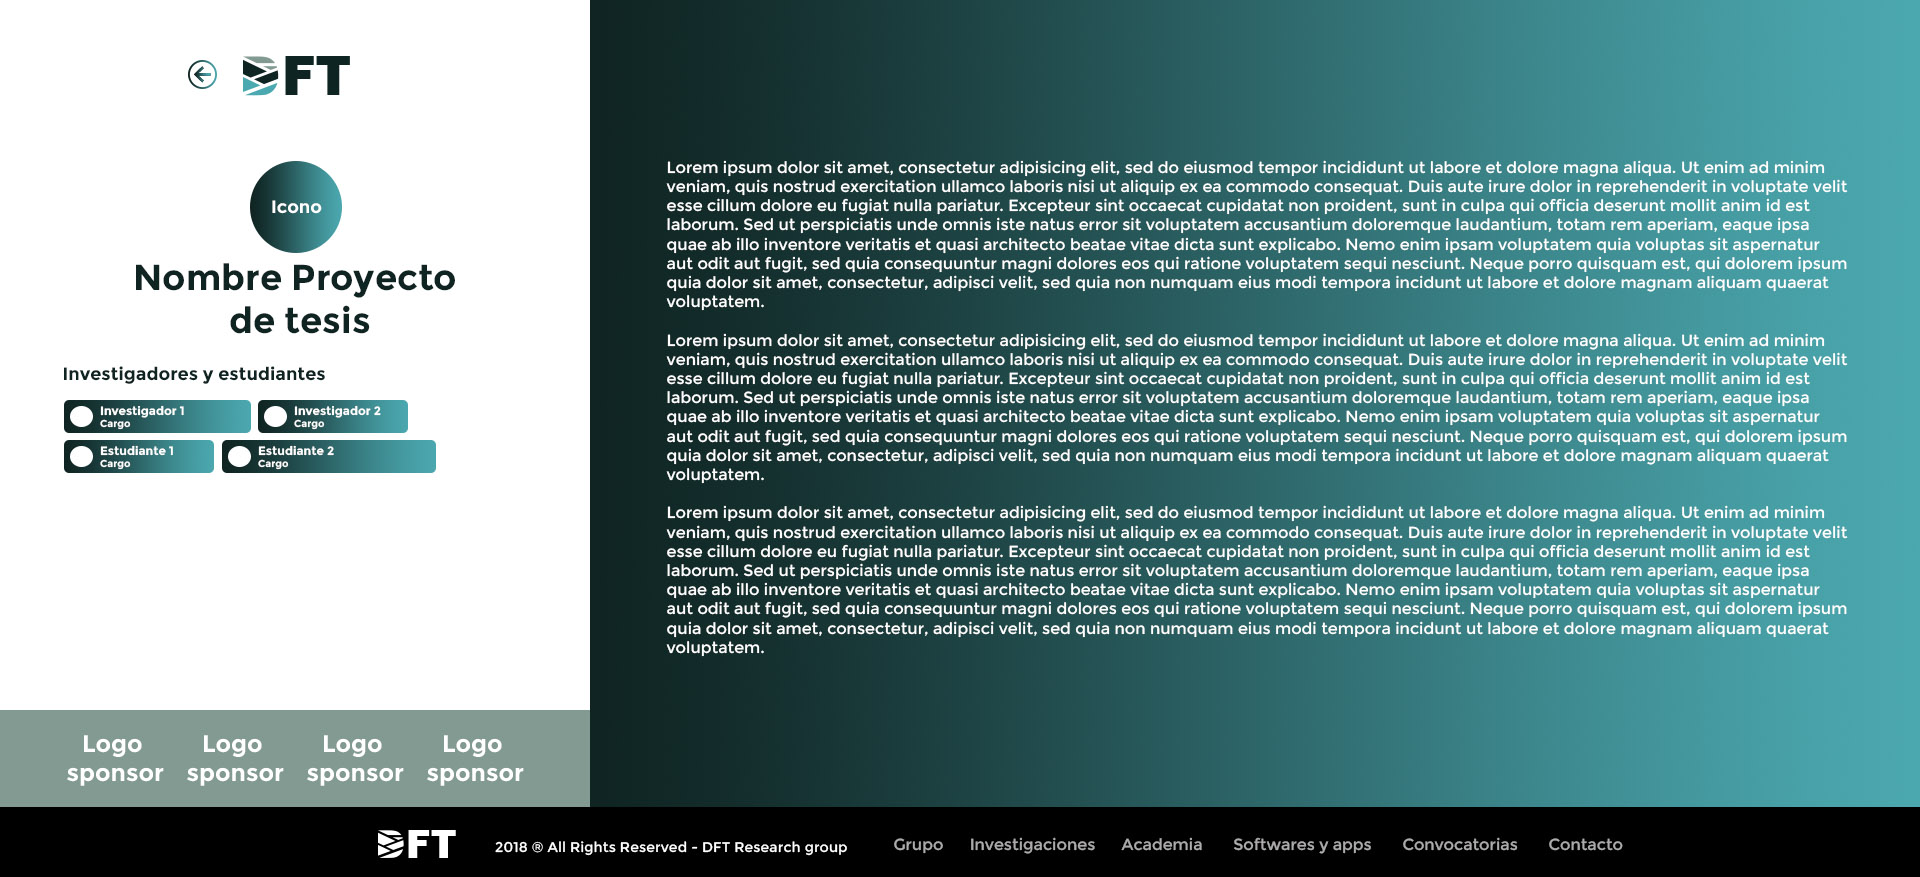 DFT
Icono
Nombre Proyecto
de tesis
Investigadores y estudiantes
Investigador 1
Cargo
Investigador 2
Cargo
Estudiante 1
Cargo
Estudiante 2
Cargo
Logo
sponsor
Logo
sponsor
Logo
sponsor
Logo
sponsor
Lorem ipsum dolor sit amet, consectetur adipisicing elit, sed do eiusmod tempor incididunt ut labore et dolore magna aliqua. Ut enim ad minim
veniam, quis nostrud exercitation ullamco laboris nisi ut aliquip ex ea commodo consequat. Duis aute irure dolor in reprehenderit in voluptate velit
esse cillum dolore eu fugiat nulla pariatur. Excepteur sint occaecat cupidatat non proident, sunt in culpa qui officia deserunt mollit anim id est
laborum. Sed ut perspiciatis unde omnis iste natus error sit voluptatem accusantium doloremque laudantium, totam rem aperiam, eaque ipsa
quae ab illo inventore veritatis et quasi architecto beatae vitae dicta sunt explicabo. Nemo enim ipsam voluptatem quia voluptas sit aspernatur
aut odit aut fugit, sed quia consequuntur magni dolores eos qui ratione voluptatem sequi nesciunt. Neque porro quisquam est, qui dolorem ipsum
quia dolor sit amet, consectetur, adipisci velit, sed quia non numquam eius modi tempora incidunt ut labore et dolore magnam aliquam quaerat
voluptatem.
Lorem ipsum dolor sit amet, consectetur adipisicing elit, sed do eiusmod tempor incididunt ut labore et dolore magna aliqua. Ut enim ad minim
veniam, quis nostrud exercitation ullamco laboris nisi ut aliquip ex ea commodo consequat. Duis aute irure dolor in reprehenderit in voluptate velit
esse cillum dolore eu fugiat nulla pariatur. Excepteur sint occaecat cupidatat non proident, sunt in culpa qui officia deserunt mollit anim id est
laborum. Sed ut perspiciatis unde omnis iste natus error sit voluptatem accusantium doloremque laudantium, totam rem aperiam, eaque ipsa
quae ab illo inventore veritatis et quasi architecto beatae vitae dicta sunt explicabo. Nemo enim ipsam voluptatem quia voluptas sit aspernatur
aut odit aut fugit, sed quia consequuntur magni dolores eos qui ratione voluptatem sequi nesciunt. Neque porro quisquam est, qui dolorem ipsum
quia dolor sit amet, consectetur, adipisci velit, sed quia non numquam eius modi tempora incidunt ut labore et dolore magnam aliquam quaerat
voluptatem.
Lorem ipsum dolor sit amet, consectetur adipisicing elit, sed do eiusmod tempor incididunt ut labore et dolore magna aliqua. Ut enim ad minim
veniam, quis nostrud exercitation ullamco laboris nisi ut aliquip ex ea commodo consequat. Duis aute irure dolor in reprehenderit in voluptate velit
esse cillum dolore eu fugiat nulla pariatur. Excepteur sint occaecat cupidatat non proident, sunt in culpa qui officia deserunt mollit anim id est
laborum. Sed ut perspiciatis unde omnis iste natus error sit voluptatem accusantium doloremque laudantium, totam rem aperiam, eaque ipsa
quae ab illo inventore veritatis et quasi architecto beatae vitae dicta sunt explicabo. Nemo enim ipsam voluptatem quia voluptas sit aspernatur
aut odit aut fugit, sed quia consequuntur magni dolores eos qui ratione voluptatem sequi nesciunt. Neque porro quisquam est, qui dolorem ipsum
quia dolor sit amet, consectetur, adipisci velit, sed quia non numquam eius modi tempora incidunt ut labore et dolore magnam aliquam quaerat
voluptatem.
DFT
2018 ® All Rights Reserved - DFT Research group
Grupo
Investigaciones
Academia
Softwares y apps
Convocatorias
Contacto